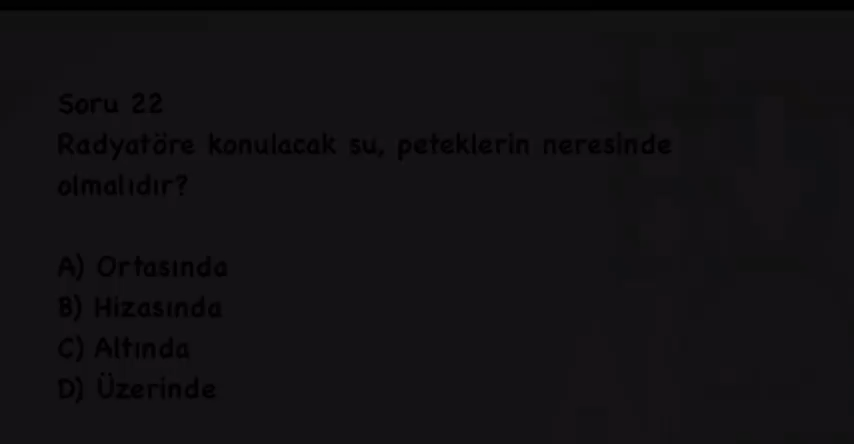 Soru 22
Radyatöre konulacak su, peteklerin neresinde
olmalıdır?
A) Ortasında
B) Hizasında
C) Altında
D) Üzerinde